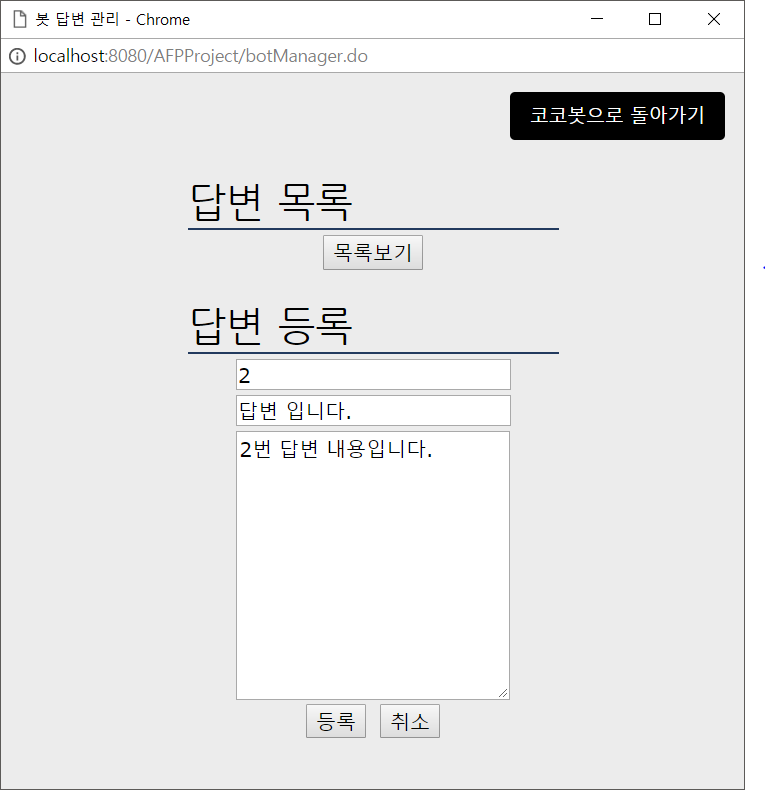 봇 답변 관리 - Chrome
localhost:8080/AFPProject/botManager.do
코코봇으로 돌아가기
답변 목록
목록보기
답변 등록
2
답변 입니다.
2번 답변 내용입니다.
등록 취소